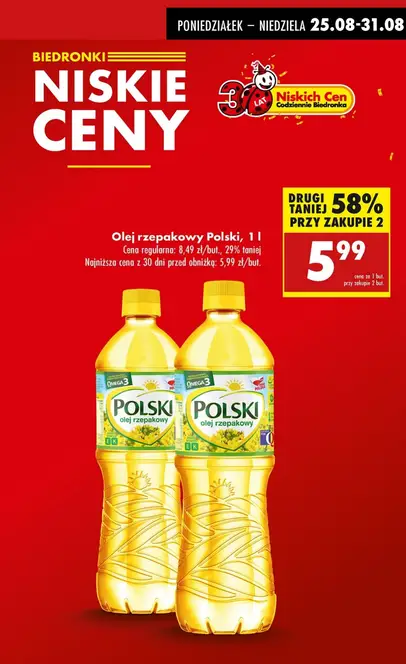 PONIEDZIAŁEK – NIEDZIELA 25.08-31.08
BIEDRONKI
NISKIE
CENY
30 LAT
Niskich Cen
Codziennie Biedronka
DRUGI
TANIEJ 58%
PRZY ZAKUPIE 2
5 99
cena za 1 but.
przy zakupie 2 but.
Olej rzepakowy Polski, 1 l
Cena regularna: 8,49 zł/but., 29% taniej
Najniższa cena z 30 dni przed obniżką: 5,99 zł/but.
OMEGA 3
POLSKI
olej rzepakowy
OMEGA 3
POLSKI
olej rzepakowy